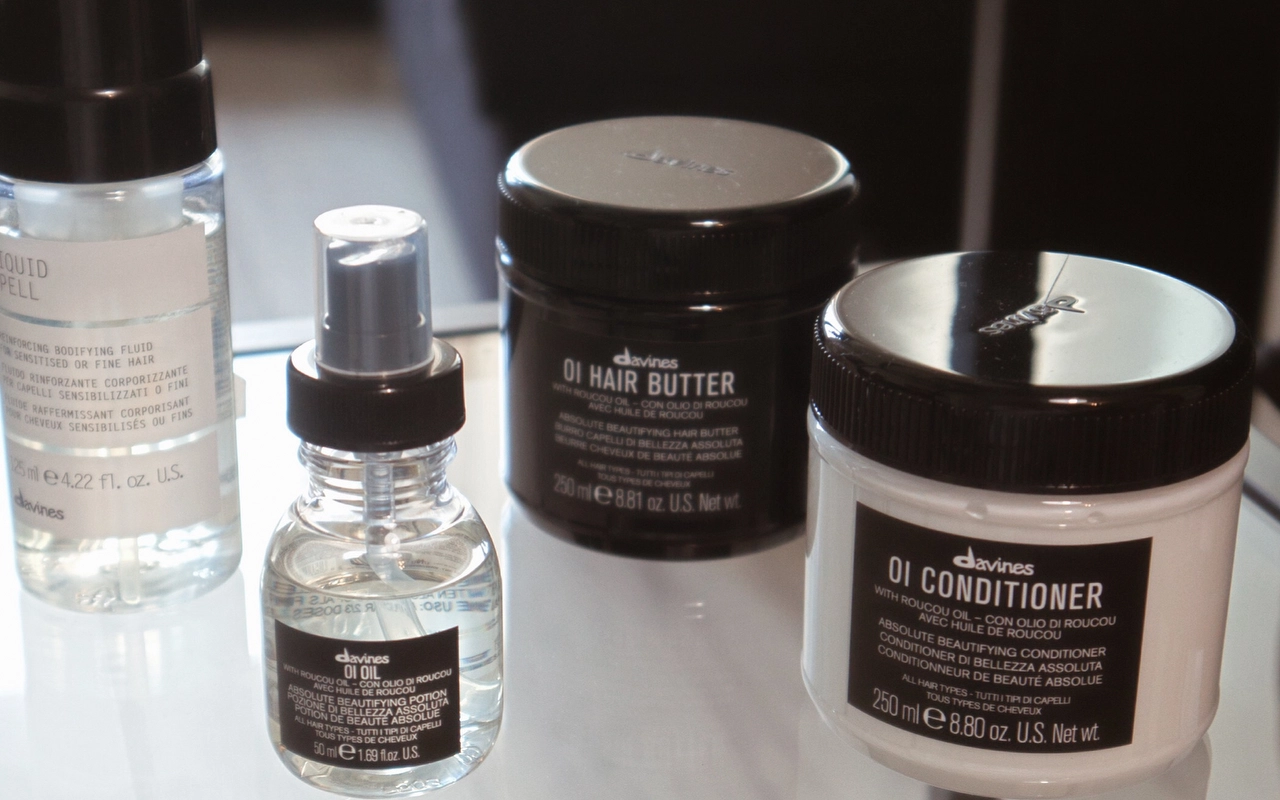 davines
IQUID
PELL
REINFORCING BODIFYING FLUID
SENSITISED OR FINE HAIR
FLUIDO RINFORZANTE CORPORIZZANTE
PER CAPELLI SENSIBILIZZATI O FINI
FLUIDE RAFFERMISSANT CORPORISANT
CHEVEUX SENSIBILISÉS OU FINS
25 ml e 4.22 fl. oz. U.S.
davines
davines
OI OIL
WITH ROUCOU OIL – CON OLIO DI ROUCOU
AVEC HUILE DE ROUCOU
ABSOLUTE BEAUTIFYING POTION
POZIONE DI BELLEZZA ASSOLUTA
POTION DE BEAUTÉ ABSOLUE
ALL HAIR TYPES - TUTTI I TIPI DI CAPELLI
TOUS TYPES DE CHEVEUX
50 ml e 1.69 fl.oz. U.S.
davines
OI HAIR BUTTER
WITH ROUCOU OIL – CON OLIO DI ROUCOU
AVEC HUILE DE ROUCOU
ABSOLUTE BEAUTIFYING HAIR BUTTER
BURRO CAPELLI DI BELLEZZA ASSOLUTA
BEURRE CHEVEUX DE BEAUTÉ ABSOLUE
ALL HAIR TYPES - TUTTI I TIPI DI CAPELLI
TOUS TYPES DE CHEVEUX
250 ml e 8.81 oz. U.S. Net wt.
davines
davines
OI CONDITIONER
WITH ROUCOU OIL – CON OLIO DI ROUCOU
AVEC HUILE DE ROUCOU
ABSOLUTE BEAUTIFYING CONDITIONER
CONDITIONER DI BELLEZZA ASSOLUTA
CONDITIONNEUR DE BEAUTÉ ABSOLUE
ALL HAIR TYPES - TUTTI I TIPI DI CAPELLI
TOUS TYPES DE CHEVEUX
250 ml e 8.80 oz. U.S. Net wt.